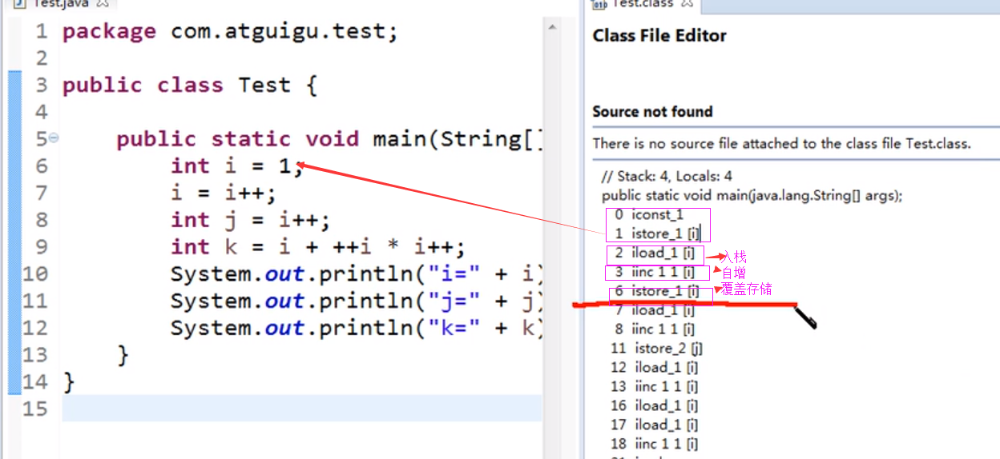 Test.java
1 package com.atguigu.test;
2
3 public class Test {
4
5 public static void main(String[]
6 int i = 1;
7 i = i++;
8 int j = i++;
9 int k = i + ++i * i++;
10 System.out.println("i=" + i)
11 System.out.println("j=" + j)
12 System.out.println("k=" + k)
13 }
14 }
15
Test.class
Class File Editor
Source not found
There is no source file attached to the class file Test.class.
// Stack: 4, Locals: 4
public static void main(java.lang.String[] args);
0 iconst_1
1 istore_1 [i]
2 iload_1 [i] 入栈
3 iinc 1 1 [i] 自增
6 istore_1 [i] 覆盖存储
7 iload_1 [i]
8 iinc 1 1 [i]
11 istore_2 [j]
12 iload_1 [i]
13 iinc 1 1 [i]
16 iload_1 [i]
17 iload_1 [i]
18 iinc 1 1 [i]